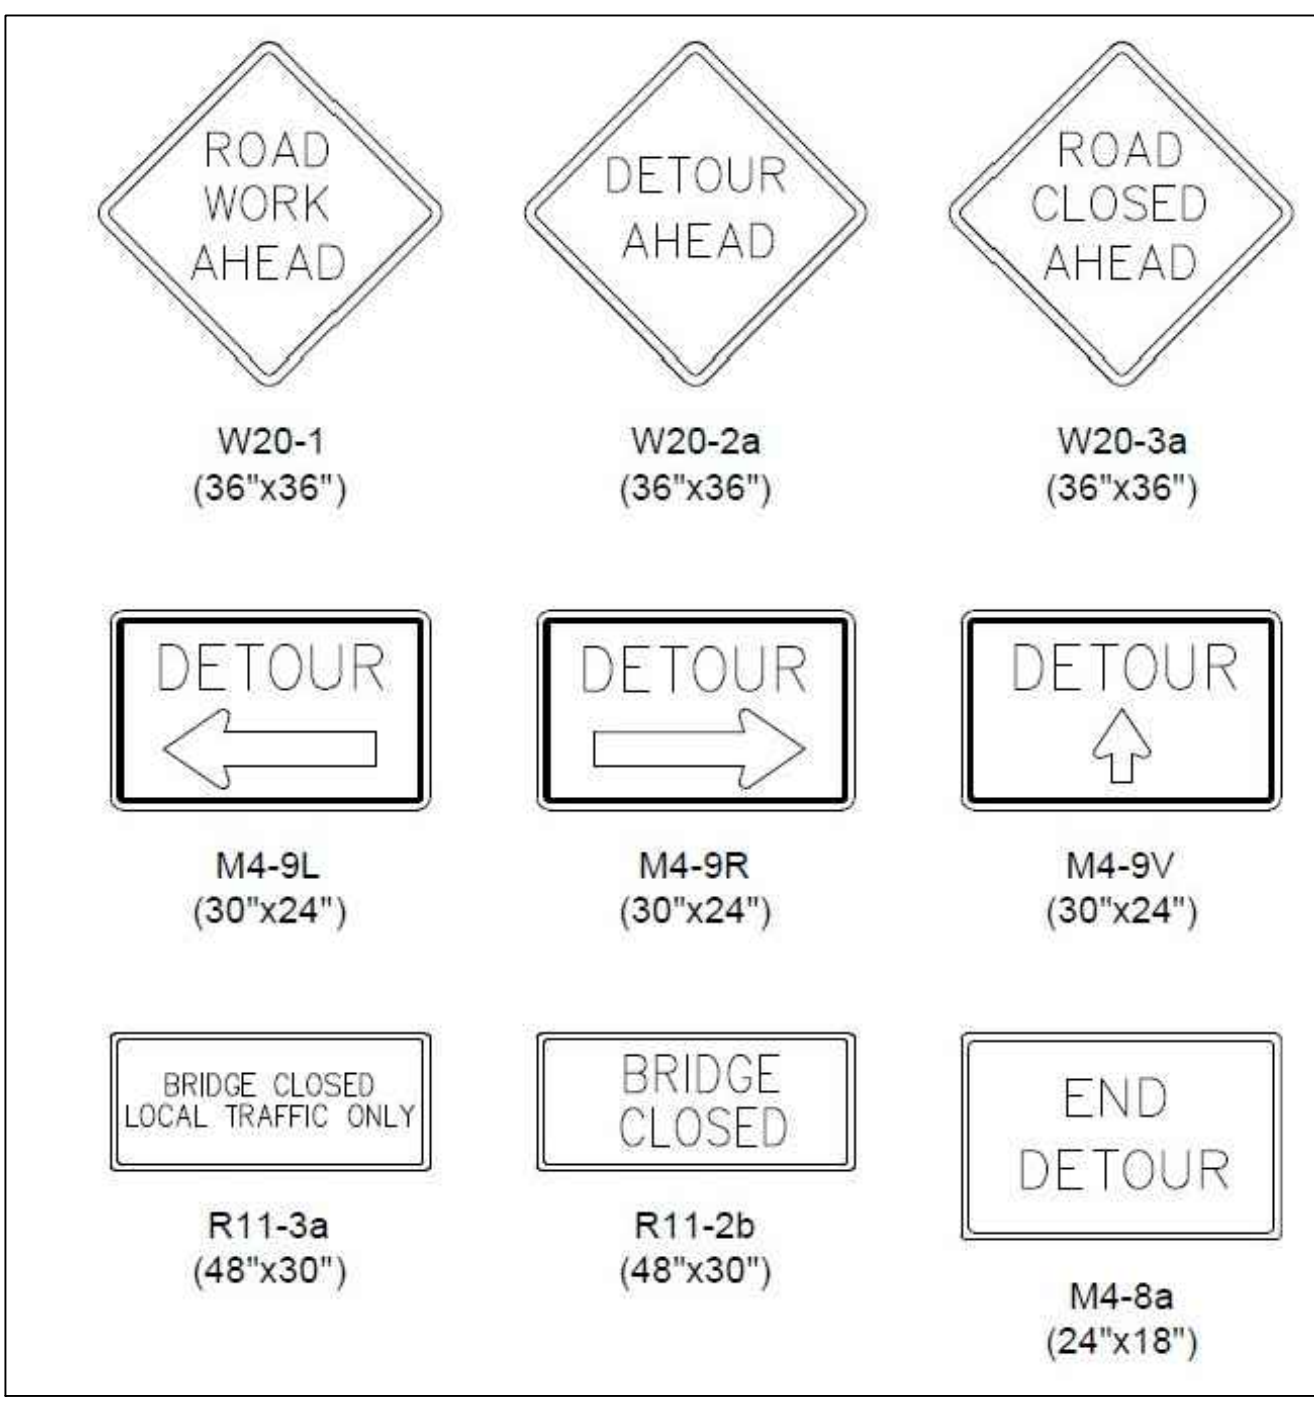 ROAD
WORK
AHEAD
W20-1
(36"x36")
DETOUR
AHEAD
W20-2a
(36"x36")
ROAD
CLOSED
AHEAD
W20-3a
(36"x36")
DETOUR
M4-9L
(30"x24")
DETOUR
M4-9R
(30"x24")
DETOUR
M4-9V
(30"x24")
BRIDGE CLOSED
LOCAL TRAFFIC ONLY
R11-3a
(48"x30")
BRIDGE
CLOSED
R11-2b
(48"x30")
END
DETOUR
M4-8a
(24"x18")